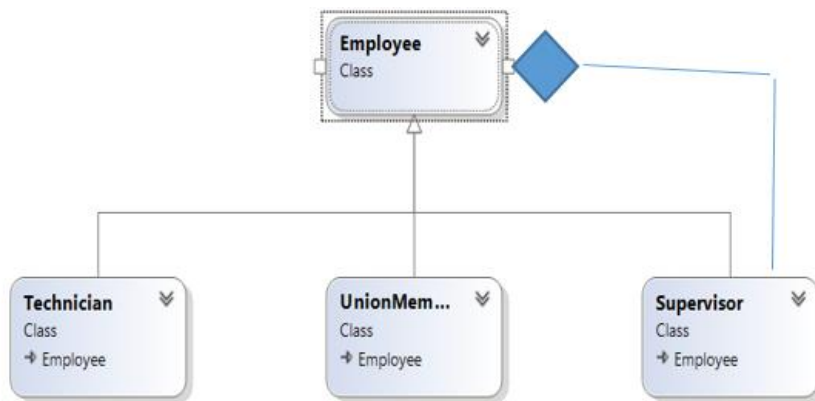 Employee
Class
Technician
Class
Employee
UnionMem...
Class
Employee
Supervisor
Class
Employee